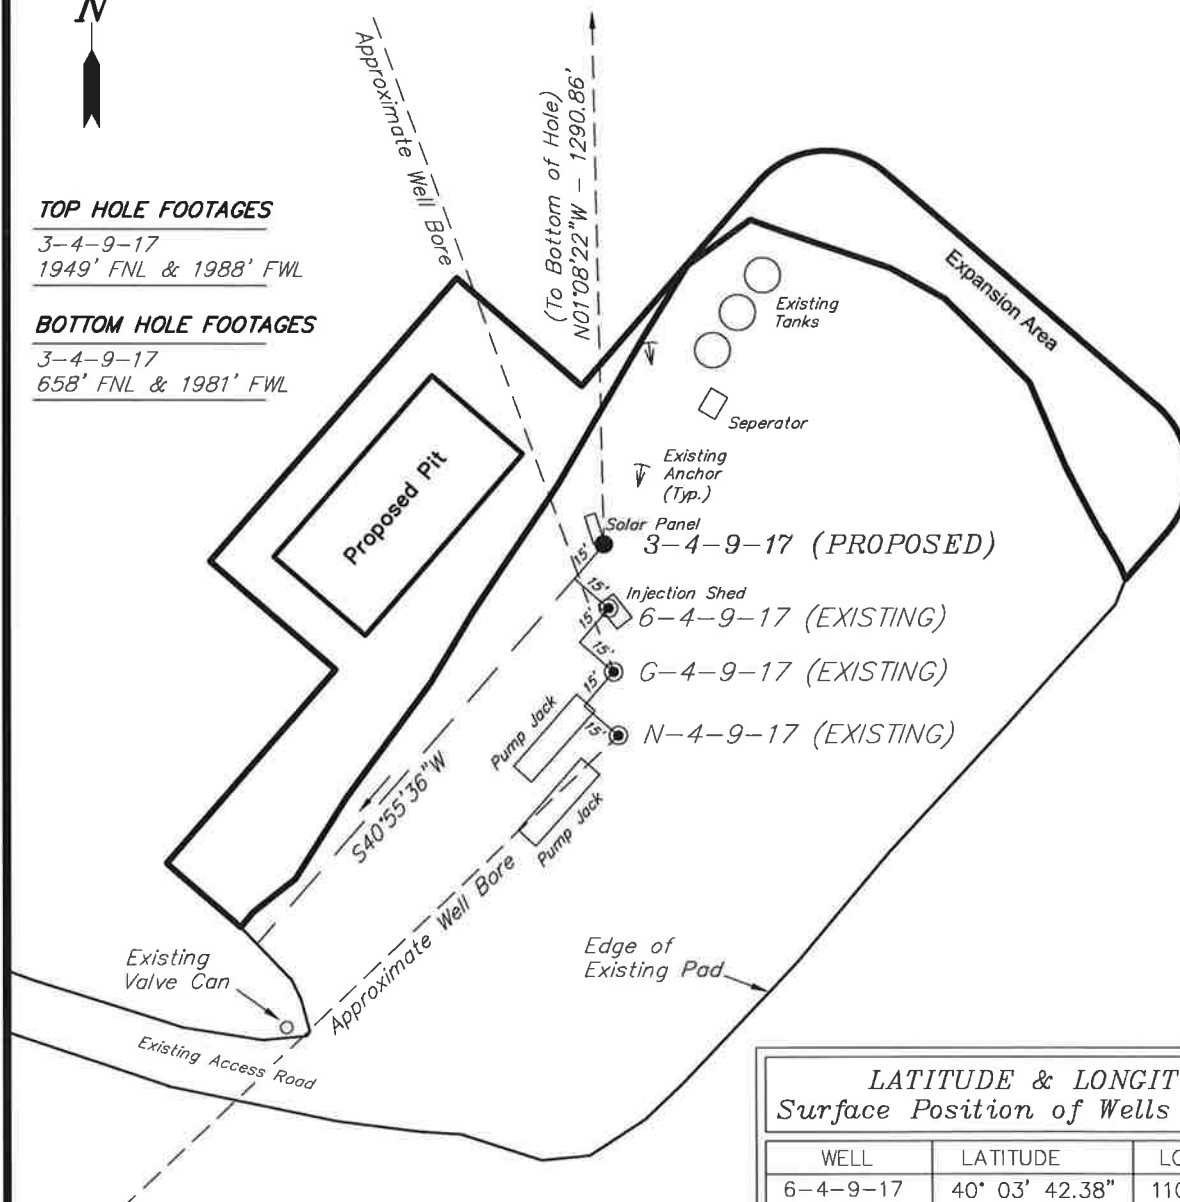 N
Approximate Well Bore
(To Bottom of Hole)
N01°08'22"W - 1290.86'
TOP HOLE FOOTAGES
3-4-9-17
1949' FNL & 1988' FWL
BOTTOM HOLE FOOTAGES
3-4-9-17
658' FNL & 1981' FWL
Expansion Area
Existing
Tanks
Seperator
Existing
Anchor
(Typ.)
Proposed Pit
Solar Panel
3-4-9-17 (PROPOSED)
15'
15'
Injection Shed
6-4-9-17 (EXISTING)
15'
15'
G-4-9-17 (EXISTING)
15'
15'
N-4-9-17 (EXISTING)
Pump Jack
Pump Jack
S40°55'36"W
Approximate Well Bore
Edge of
Existing Pad
Existing
Valve Can
Existing Access Road
LATITUDE & LONGIT
Surface Position of Wells
WELL LATITUDE LO
6-4-9-17 40° 03' 42.38" 110